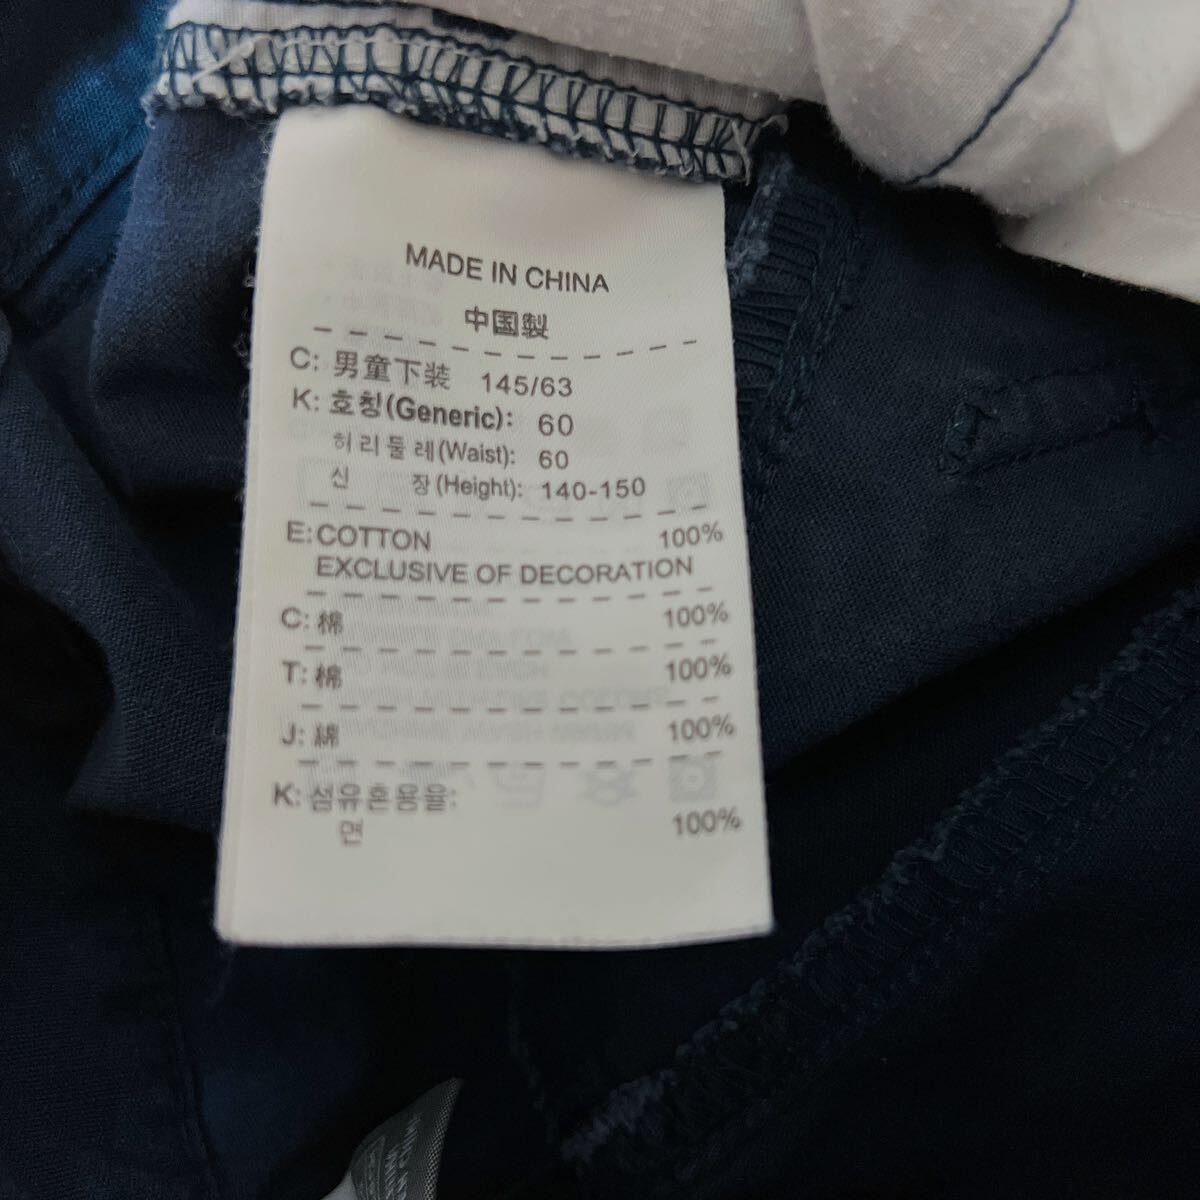 MADE IN CHINA
中国製
C: 男童下装 145/63
K: 호칭(Generic): 60
허리둘레(Waist): 60
신 장(Height): 140-150
E: COTTON 100%
EXCLUSIVE OF DECORATION
C: 棉 100%
T: 棉 100%
J: 綿 100%
K: 섬유혼용율:
면 100%